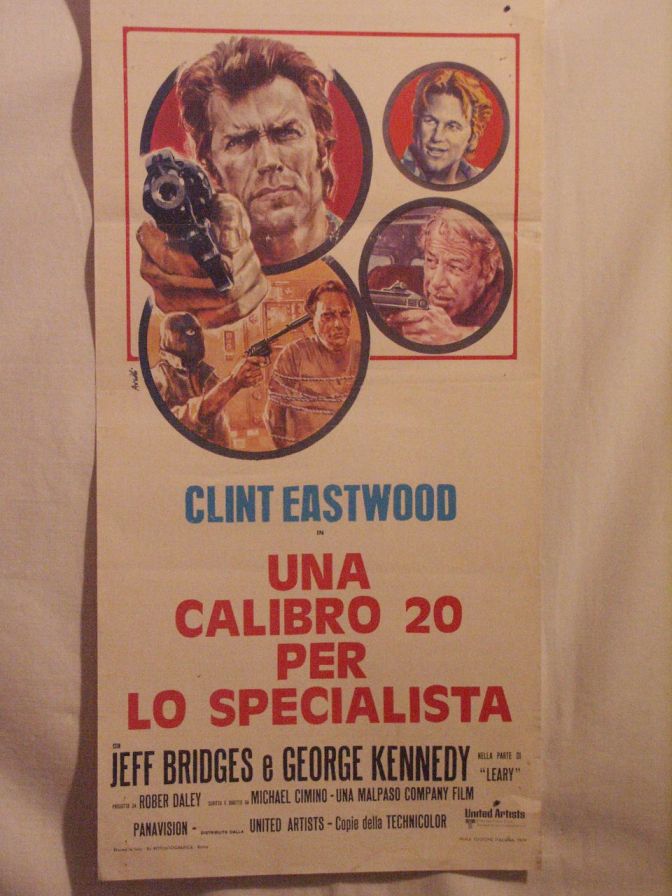 CLINT EASTWOOD
IN
UNA
CALIBRO 20
PER
LO SPECIALISTA
CON
JEFF BRIDGES e GEORGE KENNEDY NELLA PARTE DI "LEARY"
PRODOTTO DA ROBER DALEY SCRITTO E DIRETTO DA MICHAEL CIMINO - UNA MALPASO COMPANY FILM
PANAVISION - DISTRIBUITO DALLA UNITED ARTISTS - Copie della TECHNICOLOR
United Artists